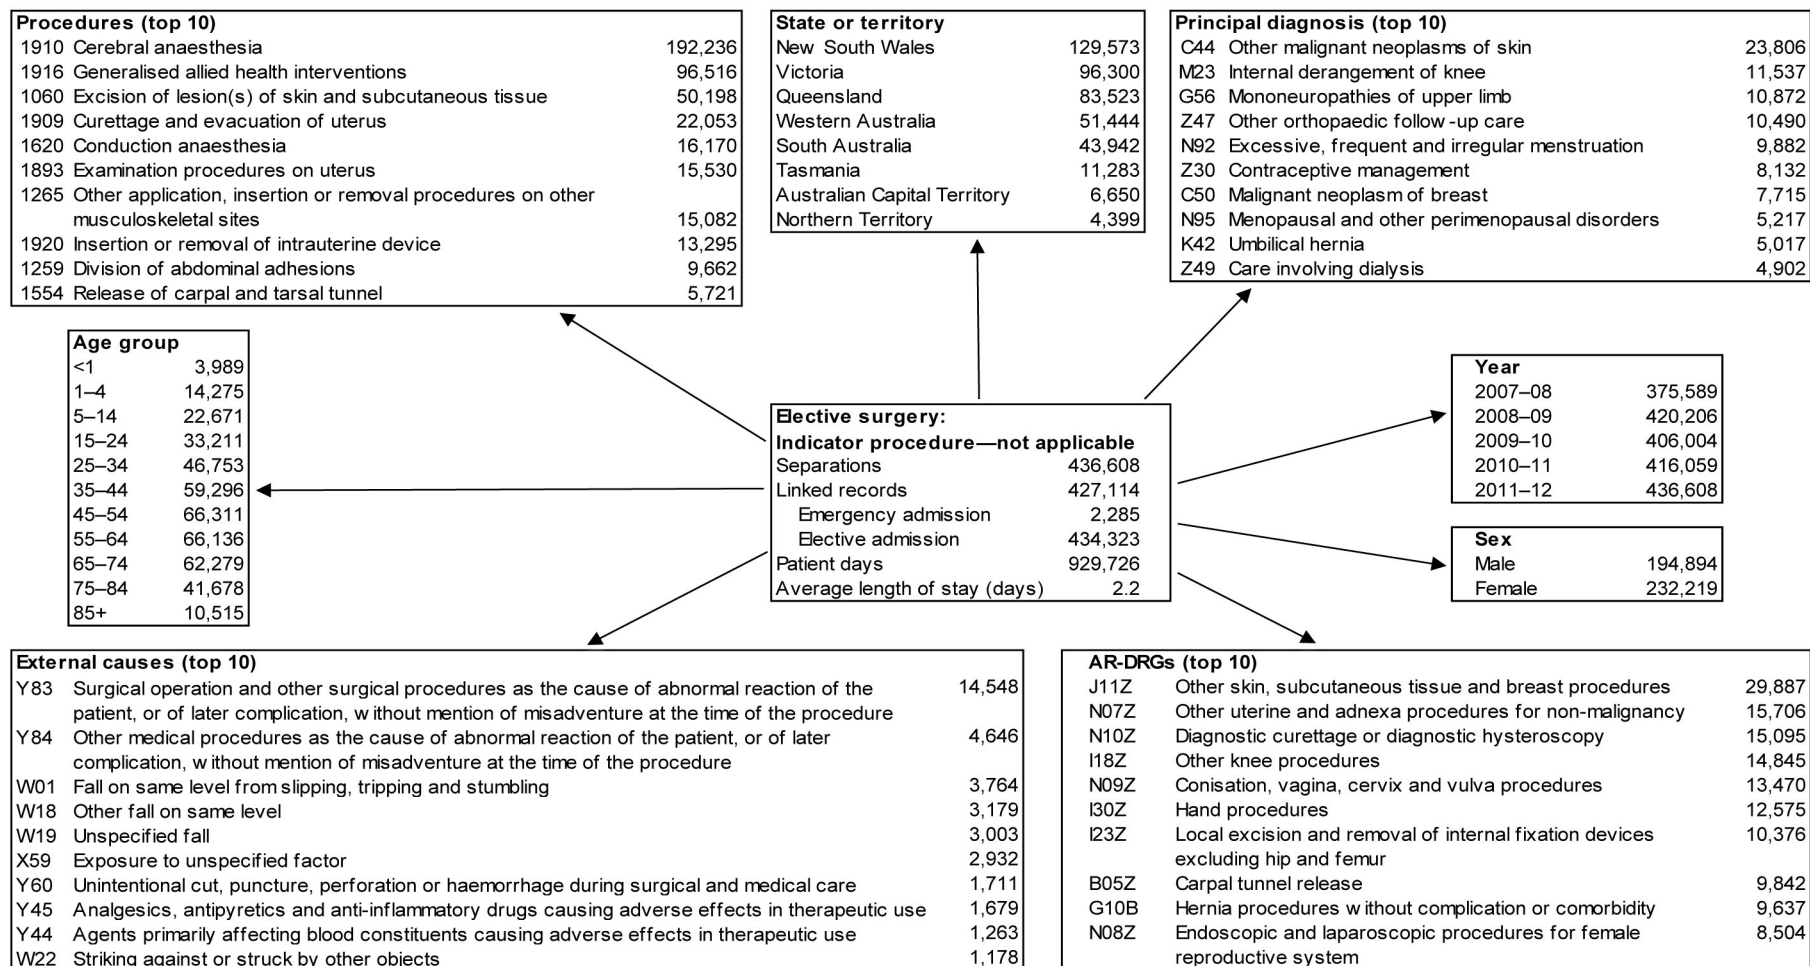 Procedures (top 10)
1910 Cerebral anaesthesia 192,236
1916 Generalised allied health interventions 96,516
1060 Excision of lesion(s) of skin and subcutaneous tissue 50,198
1909 Curettage and evacuation of uterus 22,053
1620 Conduction anaesthesia 16,170
1893 Examination procedures on uterus 15,530
1265 Other application, insertion or removal procedures on other
musculoskeletal sites 15,082
1920 Insertion or removal of intrauterine device 13,295
1259 Division of abdominal adhesions 9,662
1554 Release of carpal and tarsal tunnel 5,721
State or territory
New South Wales 129,573
Victoria 96,300
Queensland 83,523
Western Australia 51,444
South Australia 43,942
Tasmania 11,283
Australian Capital Territory 6,650
Northern Territory 4,399
Principal diagnosis (top 10)
C44 Other malignant neoplasms of skin 23,806
M23 Internal derangement of knee 11,537
G56 Mononeuropathies of upper limb 10,872
Z47 Other orthopaedic follow-up care 10,490
N92 Excessive, frequent and irregular menstruation 9,882
Z30 Contraceptive management 8,132
C50 Malignant neoplasm of breast 7,715
N95 Menopausal and other perimenopausal disorders 5,217
K42 Umbilical hernia 5,017
Z49 Care involving dialysis 4,902
Age group
<1 3,989
1–4 14,275
5–14 22,671
15–24 33,211
25–34 46,753
35–44 59,296
45–54 66,311
55–64 66,136
65–74 62,279
75–84 41,678
85+ 10,515
Elective surgery:
Indicator procedure—not applicable
Separations 436,608
Linked records 427,114
Emergency admission 2,285
Elective admission 434,323
Patient days 929,726
Average length of stay (days) 2.2
Year
2007–08 375,589
2008–09 420,206
2009–10 406,004
2010–11 416,059
2011–12 436,608
Sex
Male 194,894
Female 232,219
External causes (top 10)
Y83 Surgical operation and other surgical procedures as the cause of abnormal reaction of the 14,548
patient, or of later complication, without mention of misadventure at the time of the procedure
Y84 Other medical procedures as the cause of abnormal reaction of the patient, or of later 4,646
complication, without mention of misadventure at the time of the procedure
W01 Fall on same level from slipping, tripping and stumbling 3,764
W18 Other fall on same level 3,179
W19 Unspecified fall 3,003
X59 Exposure to unspecified factor 2,932
Y60 Unintentional cut, puncture, perforation or haemorrhage during surgical and medical care 1,711
Y45 Analgesics, antipyretics and anti-inflammatory drugs causing adverse effects in therapeutic use 1,679
Y44 Agents primarily affecting blood constituents causing adverse effects in therapeutic use 1,263
W22 Striking against or struck by other objects 1,178
AR-DRGs (top 10)
J11Z Other skin, subcutaneous tissue and breast procedures 29,887
N07Z Other uterine and adnexa procedures for non-malignancy 15,706
N10Z Diagnostic curettage or diagnostic hysteroscopy 15,095
I18Z Other knee procedures 14,845
N09Z Conisation, vagina, cervix and vulva procedures 13,470
I30Z Hand procedures 12,575
I23Z Local excision and removal of internal fixation devices 10,376
excluding hip and femur
B05Z Carpal tunnel release 9,842
G10B Hernia procedures without complication or comorbidity 9,637
N08Z Endoscopic and laparoscopic procedures for female 8,504
reproductive system